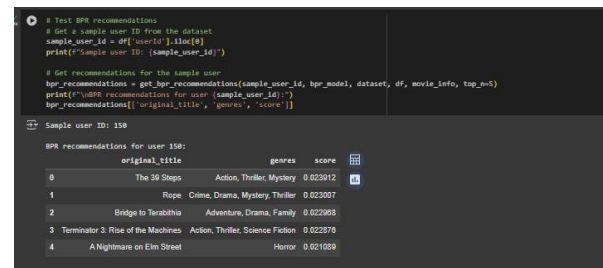 # Test BPR recommendations
# Get a sample user ID from the dataset
sample_user_id = df['userId'].iloc[0]
print(f"Sample user ID: {sample_user_id}")
# Get recommendations for the sample user
bpr_recommendations = get_bpr_recommendations(sample_user_id, bpr_model, dataset, df, movie_info, top_n=5)
print(f"\nBPR recommendations for user {sample_user_id}:")
bpr_recommendations[['original_title', 'genres', 'score']]
Sample user ID: 150
BPR recommendations for user 150:
original_title genres score
0 The 39 Steps Action, Thriller, Mystery 0.023912
1 Rope Crime, Drama, Mystery, Thriller 0.023007
2 Bridge to Terabithia Adventure, Drama, Family 0.022968
3 Terminator 3: Rise of the Machines Action, Thriller, Science Fiction 0.022876
4 A Nightmare on Elm Street Horror 0.021089